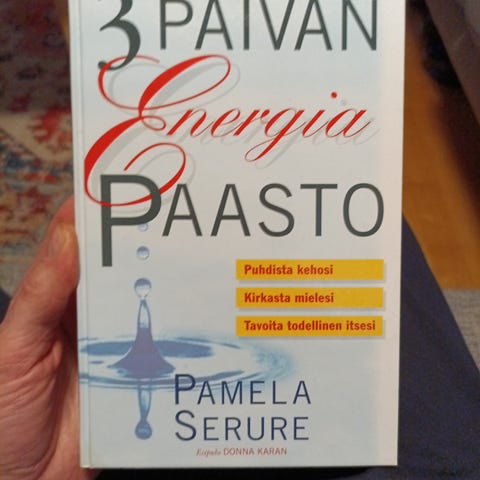 3 PÄIVÄN
Energia
PAASTO
Puhdista kehosi
Kirkasta mielesi
Tavoita todellinen itsesi
PAMELA
SERURE
Esipuhe DONNA KARAN